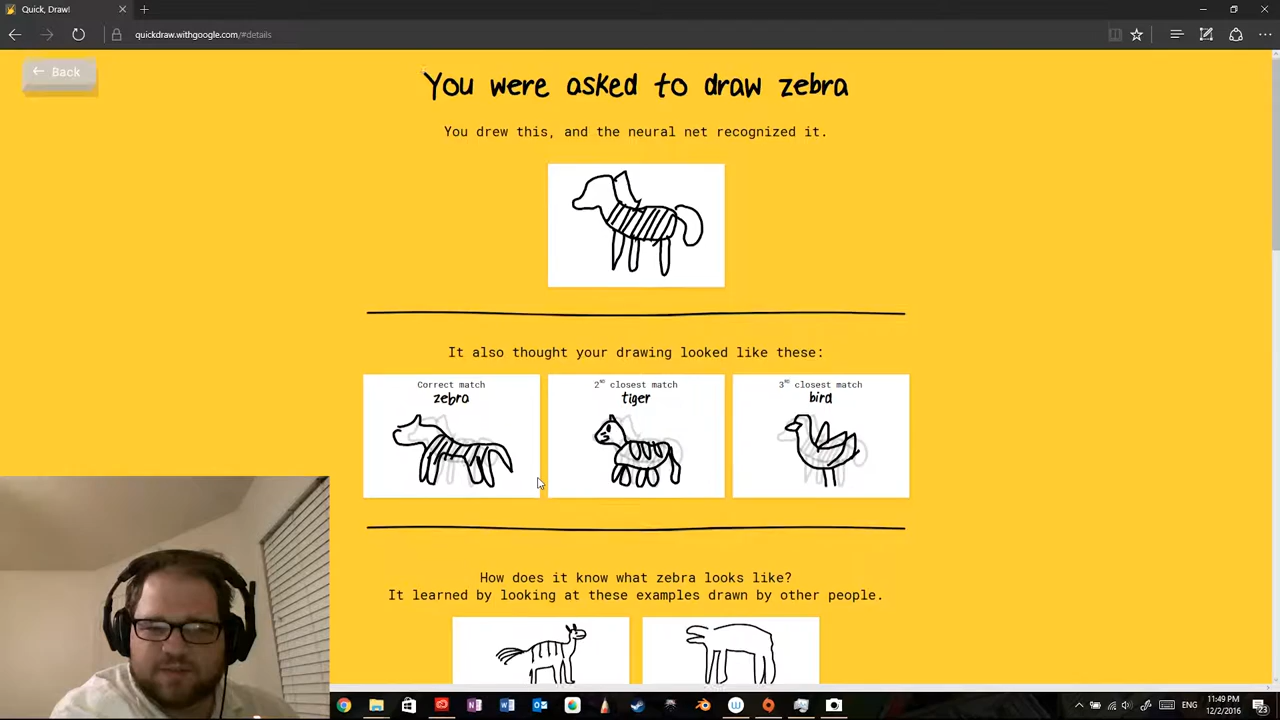 Quick, Draw!
quickdraw.withgoogle.com/#details
Back
You were asked to draw zebra
You drew this, and the neural net recognized it.
It also thought your drawing looked like these:
Correct match
zebra
2nd closest match
tiger
3rd closest match
bird
How does it know what zebra looks like?
It learned by looking at these examples drawn by other people.
11:49 PM
ENG
12/2/2016
23